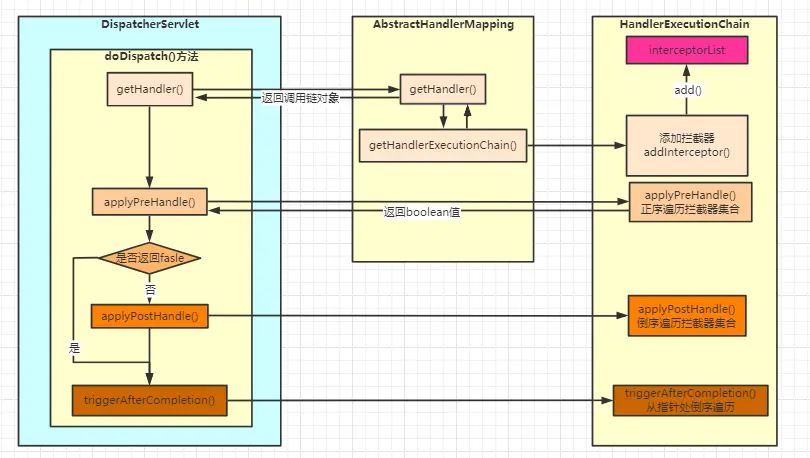 DispatcherServlet
doDispatch()方法
getHandler()
返回调用链对象
applyPreHandle()
返回boolean值
是否返回fasle
否
applyPostHandle()
是
triggerAfterCompletion()
AbstractHandlerMapping
getHandler()
getHandlerExecutionChain()
HandlerExecutionChain
interceptorList
add()
添加拦截器
addInterceptor()
applyPreHandle()
正序遍历拦截器集合
applyPostHandle()
倒序遍历拦截器集合
triggerAfterCompletion()
从指针处倒序遍历